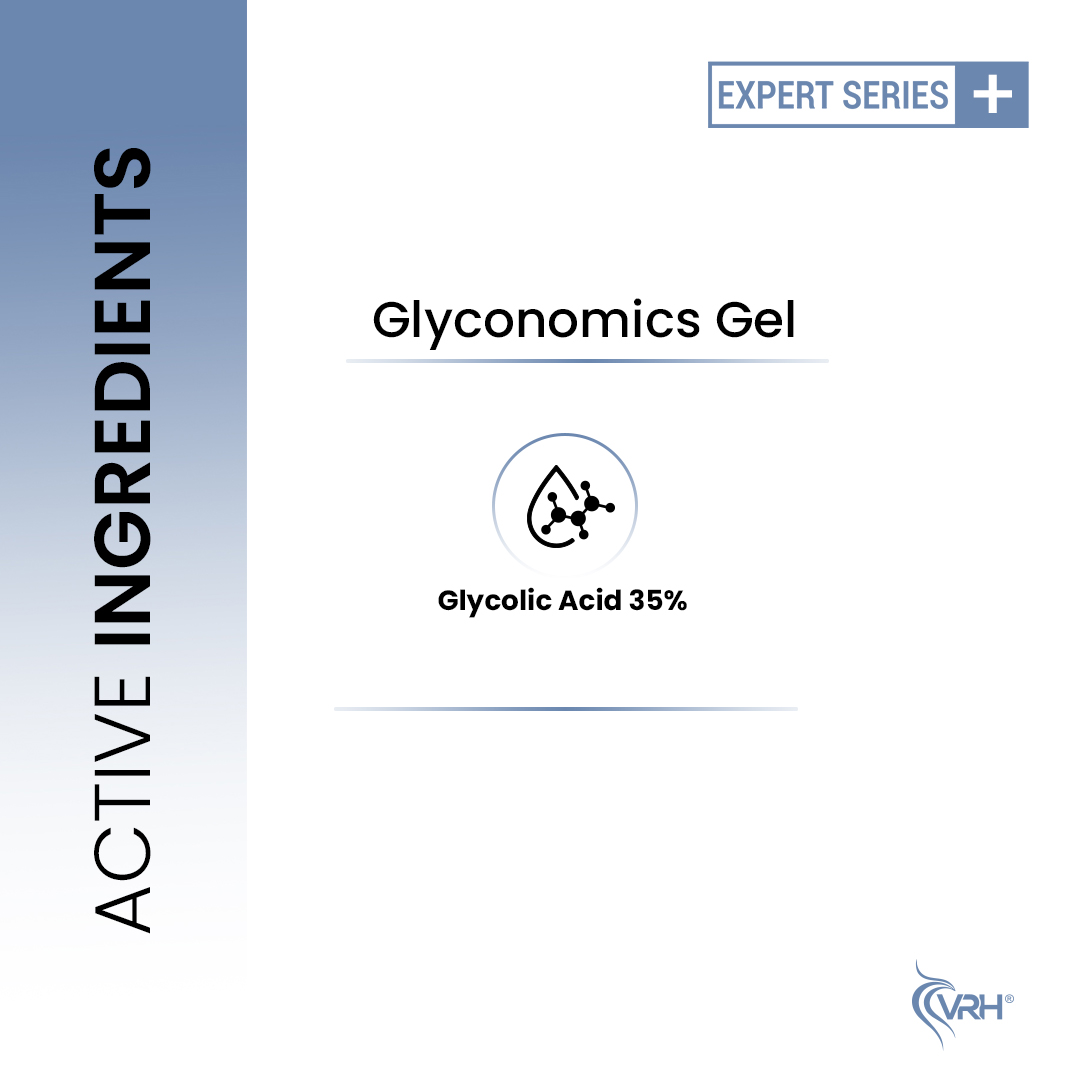 ACTIVE INGREDIENTS
EXPERT SERIES +
Glyconomics Gel
Glycolic Acid 35%
VRH®